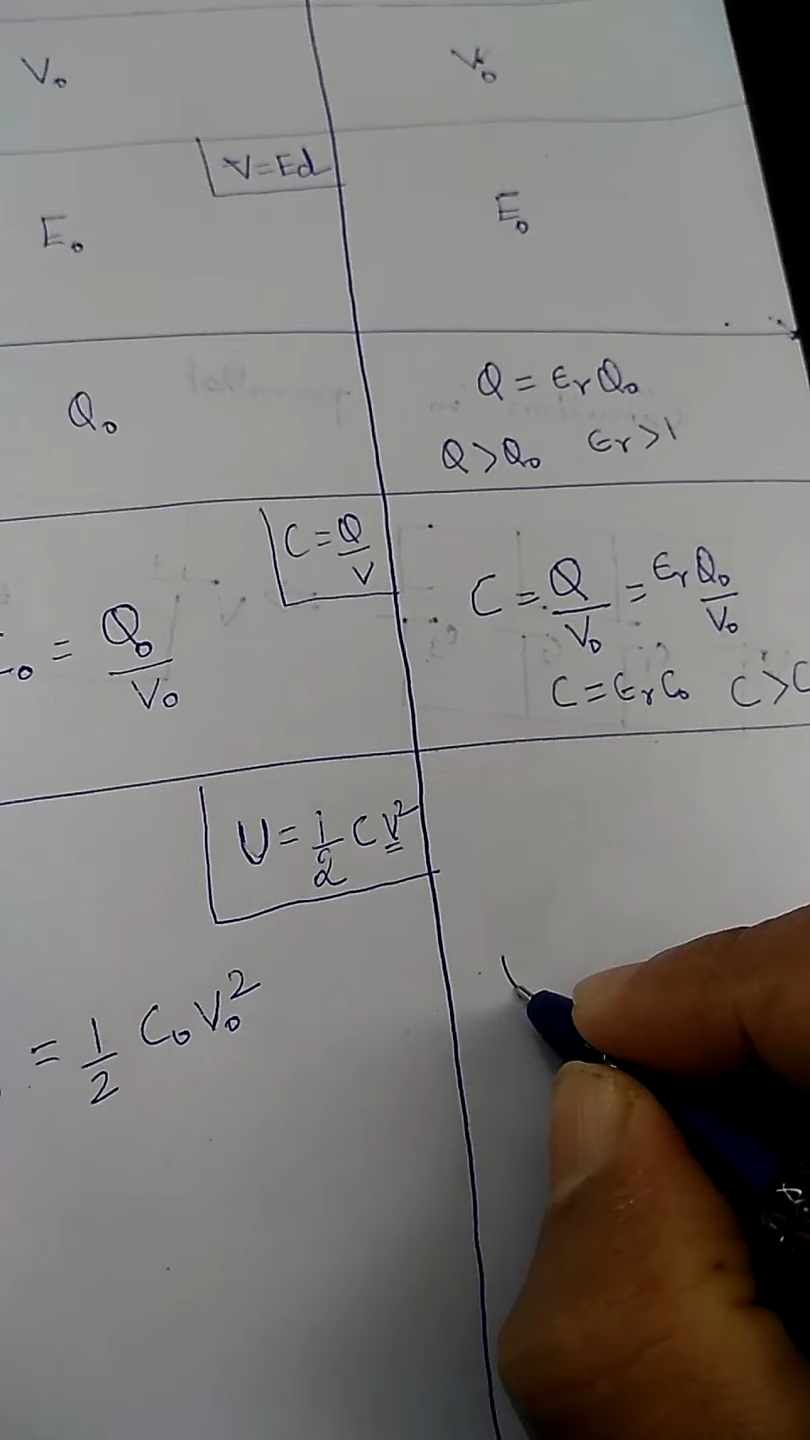 V₀ V₀
V=Ed
E₀ E₀
Q₀ Q = ϵᵣQ₀
Q>Q₀ ϵᵣ>1
C=Q/V
₀ = Q₀/V₀ C = Q/V₀ = ϵᵣQ₀/V₀
C=ϵᵣC₀ C>C
U=1/2 CV²
= 1/2 C₀V₀²